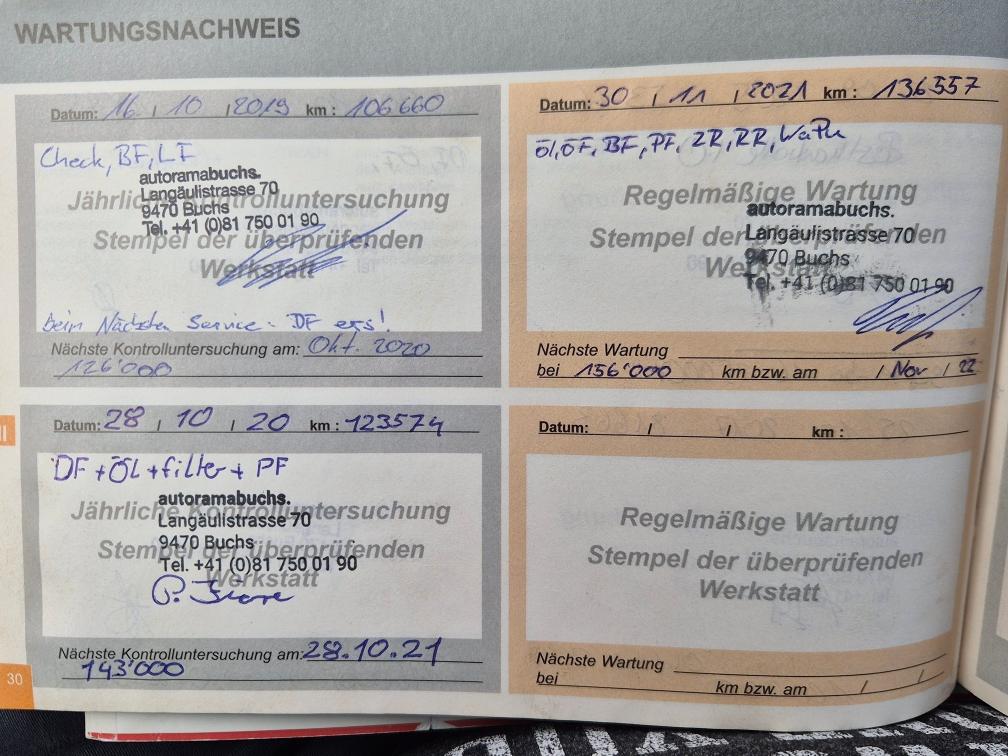 WARTUNGSNACHWEIS
Datum: 16 / 10 / 2019 km : 106660
Check, BF, LF
autoramabuchs.
Langäulistrasse 70
9470 Buchs
Tel. +41 (0)81 750 01 90
Jährliche Kontrolluntersuchung
Stempel der überprüfenden
Werkstatt
beim Nächsten Service - DF ers!
Nächste Kontrolluntersuchung am: Okt. 2020
126'000
Datum: 30 / 11 / 2021 km : 136557
Öl, ÖF, BF, PF, ZR, RR, WaPu
Regelmäßige Wartung
autoramabuchs.
Langäulistrasse 70
9470 Buchs
Tel. +41 (0)81 750 01 90
Stempel der überprüfenden
Werkstatt
Nächste Wartung
bei 156'000 km bzw. am / Nov / 22
Datum: 28 / 10 / 20 km : 123574
DF + ÖL + filter + PF
autoramabuchs.
Langäulistrasse 70
9470 Buchs
Tel. +41 (0)81 750 01 90
Jährliche Kontrolluntersuchung
Stempel der überprüfenden
Werkstatt
Nächste Kontrolluntersuchung am: 28.10.21
143'000
Datum: / / km :
Regelmäßige Wartung
Stempel der überprüfenden
Werkstatt
Nächste Wartung
bei km bzw. am / /
30